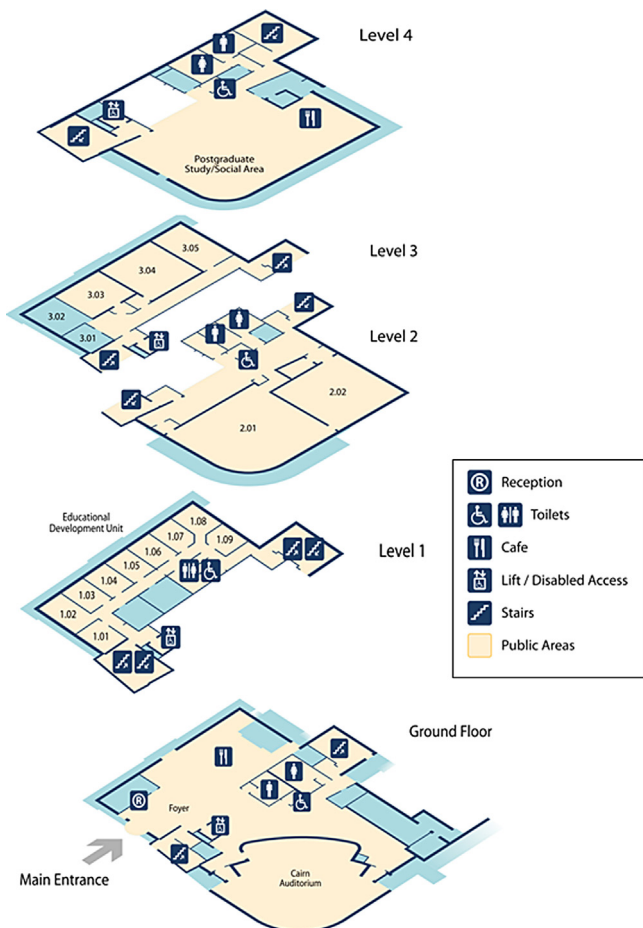 Level 4
Postgraduate
Study/Social Area
Level 3
3.05
3.04
3.03
3.02
3.01
Level 2
2.02
2.01
Educational
Development Unit
1.08
1.07
1.09
1.06
1.05
1.04
1.03
1.02
1.01
Level 1
R Reception
Toilets
Cafe
Lift / Disabled Access
Stairs
Public Areas
Ground Floor
R
Foyer
Main Entrance
Cairn
Auditorium